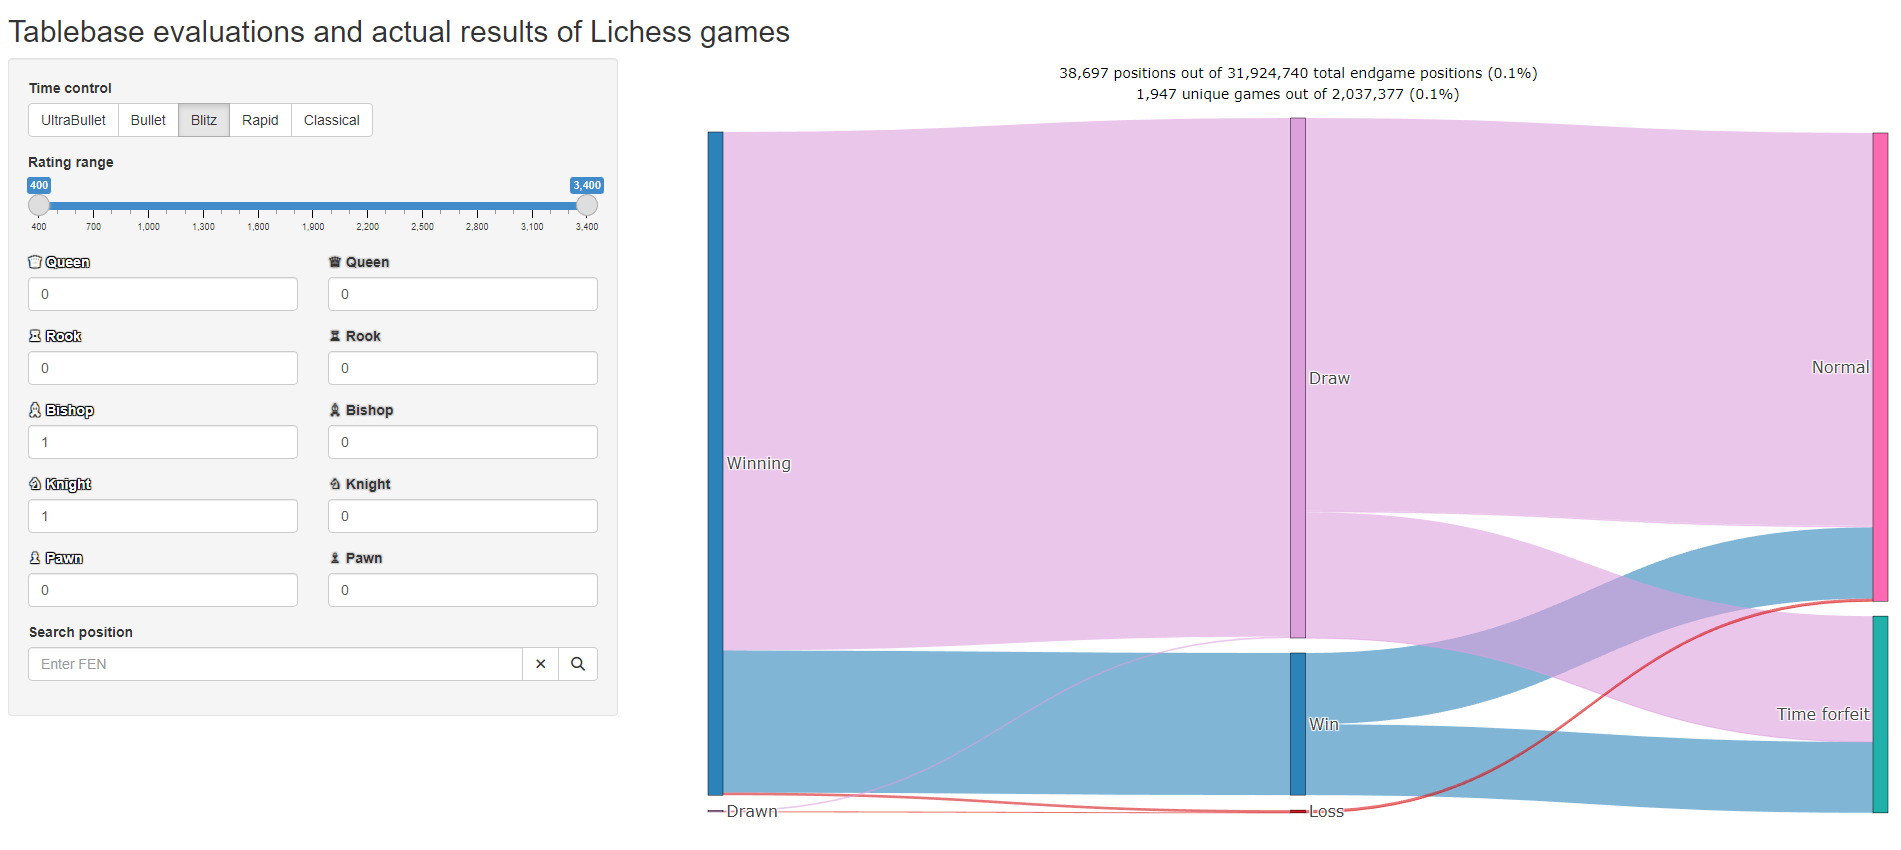 Tablebase evaluations and actual results of Lichess games
Time control
UltraBullet Bullet Blitz Rapid Classical
Rating range
400 3,400
400 700 1,000 1,300 1,600 1,900 2,200 2,500 2,800 3,100 3,400
Queen Queen
0 0
Rook Rook
0 0
Bishop Bishop
1 0
Knight Knight
1 0
Pawn Pawn
0 0
Search position
Enter FEN
38,697 positions out of 31,924,740 total endgame positions (0.1%)
1,947 unique games out of 2,037,377 (0.1%)
Winning
Drawn
Draw
Win
Loss
Normal
Time forfeit